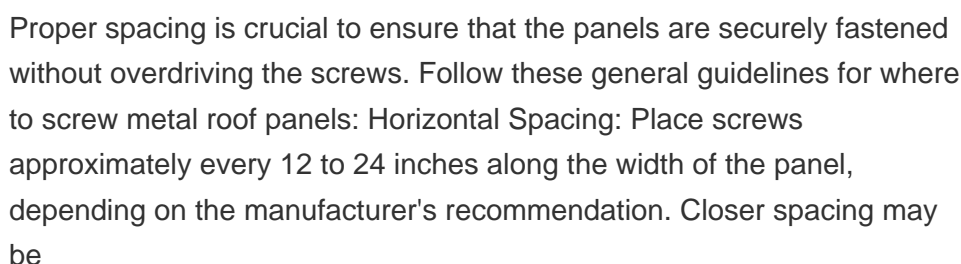 Proper spacing is crucial to ensure that the panels are securely fastened
without overdriving the screws. Follow these general guidelines for where
to screw metal roof panels: Horizontal Spacing: Place screws
approximately every 12 to 24 inches along the width of the panel,
depending on the manufacturer's recommendation. Closer spacing may
be